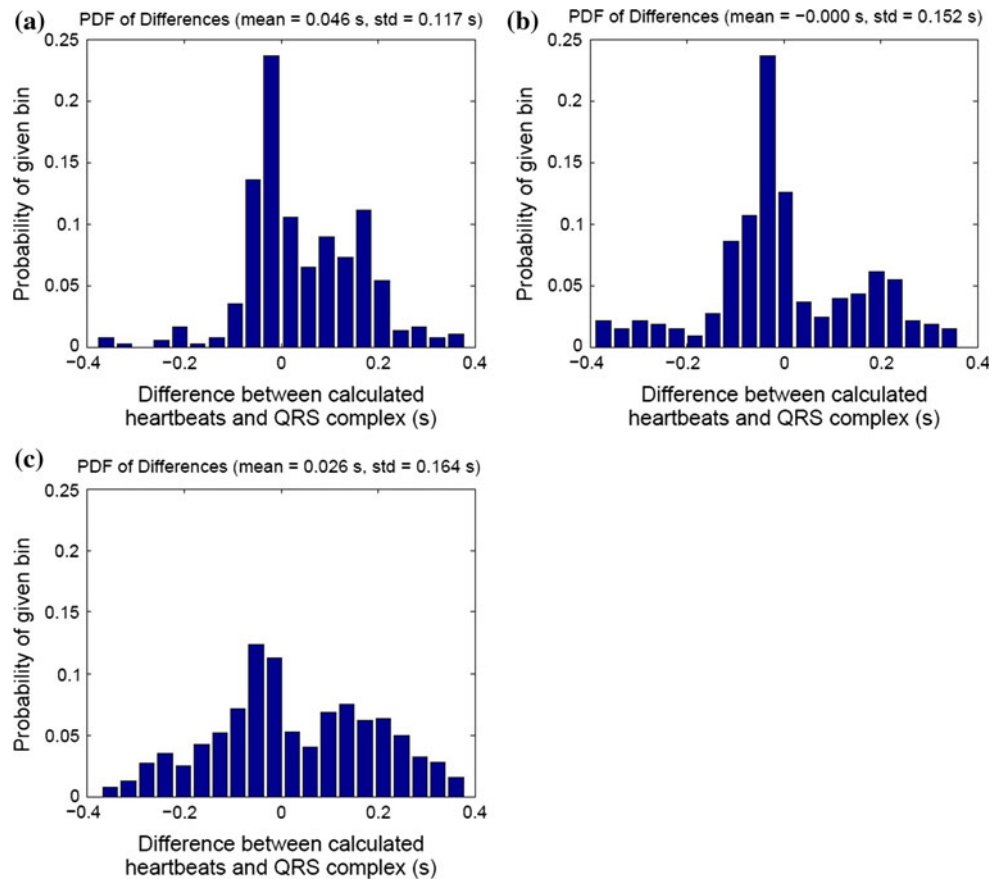 (a) PDF of Differences (mean = 0.046 s, std = 0.117 s)
0.25
0.2
0.15
0.1
0.05
0
Probability of given bin
−0.4 −0.2 0 0.2 0.4
Difference between calculated
heartbeats and QRS complex (s)
(b) PDF of Differences (mean = −0.000 s, std = 0.152 s)
0.25
0.2
0.15
0.1
0.05
0
Probability of given bin
−0.4 −0.2 0 0.2 0.4
Difference between calculated
heartbeats and QRS complex (s)
(c) PDF of Differences (mean = 0.026 s, std = 0.164 s)
0.25
0.2
0.15
0.1
0.05
0
Probability of given bin
−0.4 −0.2 0 0.2 0.4
Difference between calculated
heartbeats and QRS complex (s)